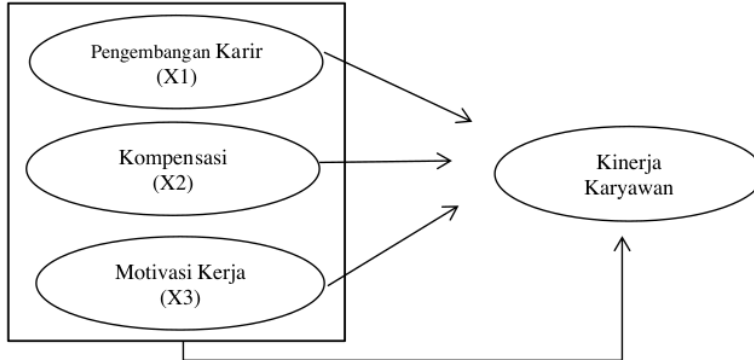 Pengembangan Karir
(X1)
Kompensasi
(X2)
Kinerja
Karyawan
Motivasi Kerja
(X3)